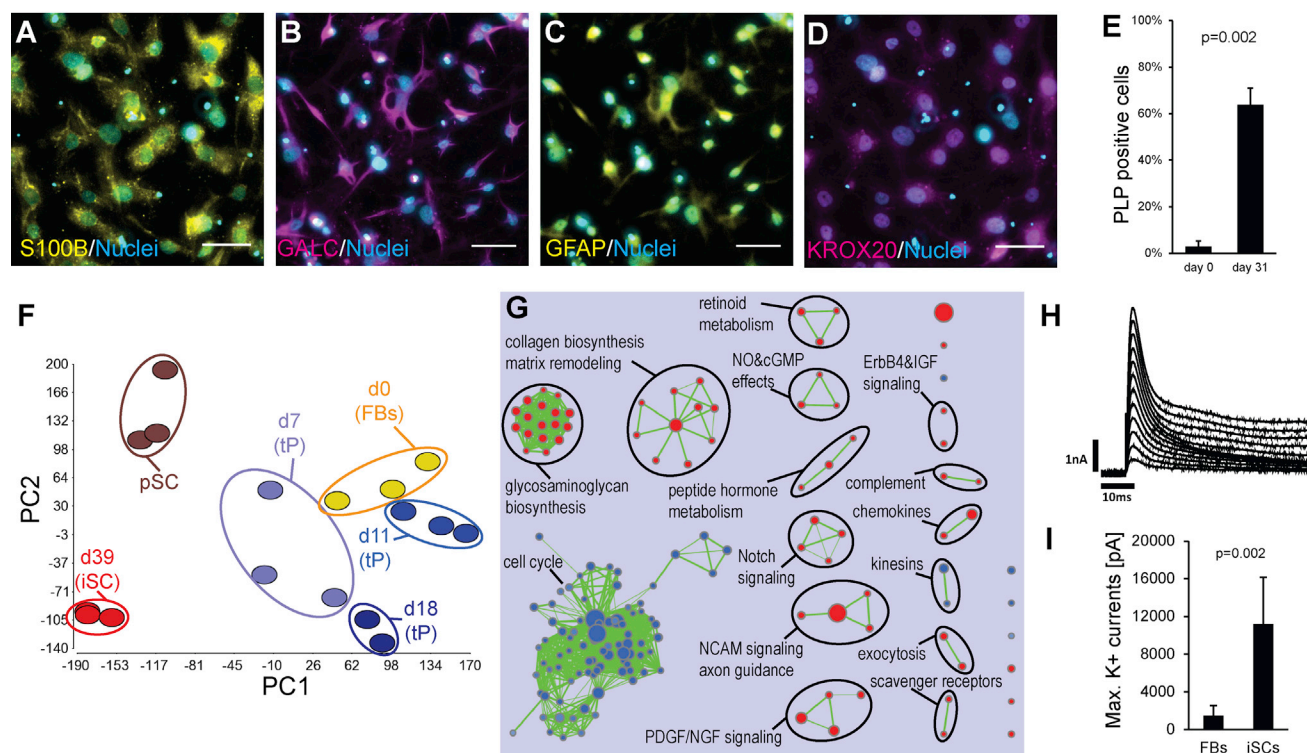 A
S100B/Nuclei
B
GALC/Nuclei
C
GFAP/Nuclei
D
KROX20/Nuclei
E
p=0.002
PLP positive cells
100%
80%
60%
40%
20%
0%
day 0
day 31
F
PC2
200
166
132
98
64
30
-3
-37
-71
-105
-140
-190
-153
-117
-81
-45
-10
26
62
98
134
170
PC1
pSC
d39
(iSC)
d7
(tP)
d0
(FBs)
d11
(tP)
d18
(tP)
G
retinoid
metabolism
collagen biosynthesis
matrix remodeling
NO&cGMP
effects
ErbB4&IGF
signaling
glycosaminoglycan
biosynthesis
peptide hormone
metabolism
complement
chemokines
cell cycle
Notch
signaling
kinesins
NCAM signaling
axon guidance
exocytosis
scavenger receptors
PDGF/NGF signaling
H
1nA
10ms
I
p=0.002
Max. K+ currents [pA]
20000
16000
12000
8000
4000
0
FBs
iSCs